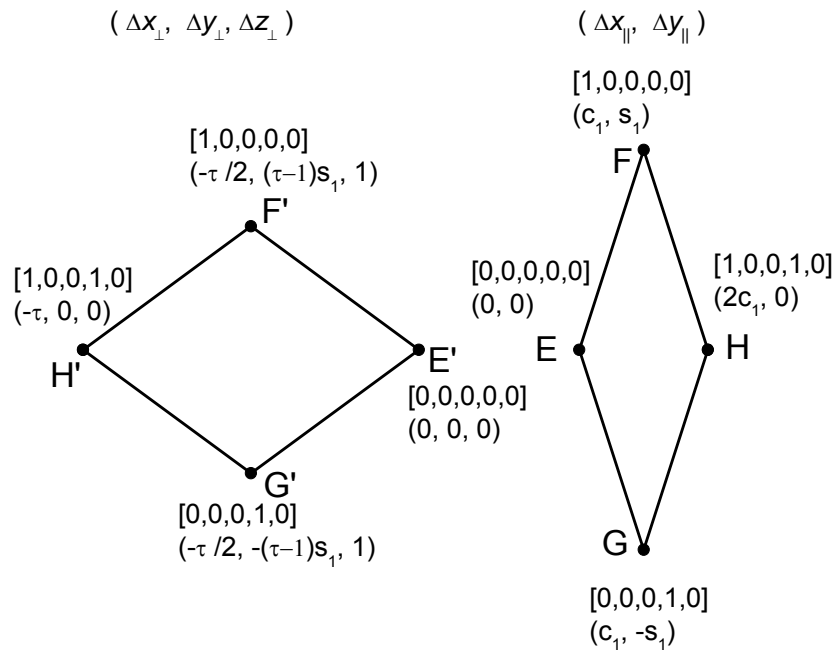 ( Δx⊥, Δy⊥, Δz⊥ )
( Δx||, Δy|| )
[1,0,0,0,0]
(c₁, s₁)
F
[1,0,0,0,0]
(-τ /2, (τ−1)s₁, 1)
F'
[1,0,0,1,0]
(-τ, 0, 0)
H'
E'
[0,0,0,0,0]
(0, 0, 0)
[0,0,0,0,0]
(0, 0)
E
[1,0,0,1,0]
(2c₁, 0)
H
G'
[0,0,0,1,0]
(-τ /2, -(τ−1)s₁, 1)
G
[0,0,0,1,0]
(c₁, -s₁)